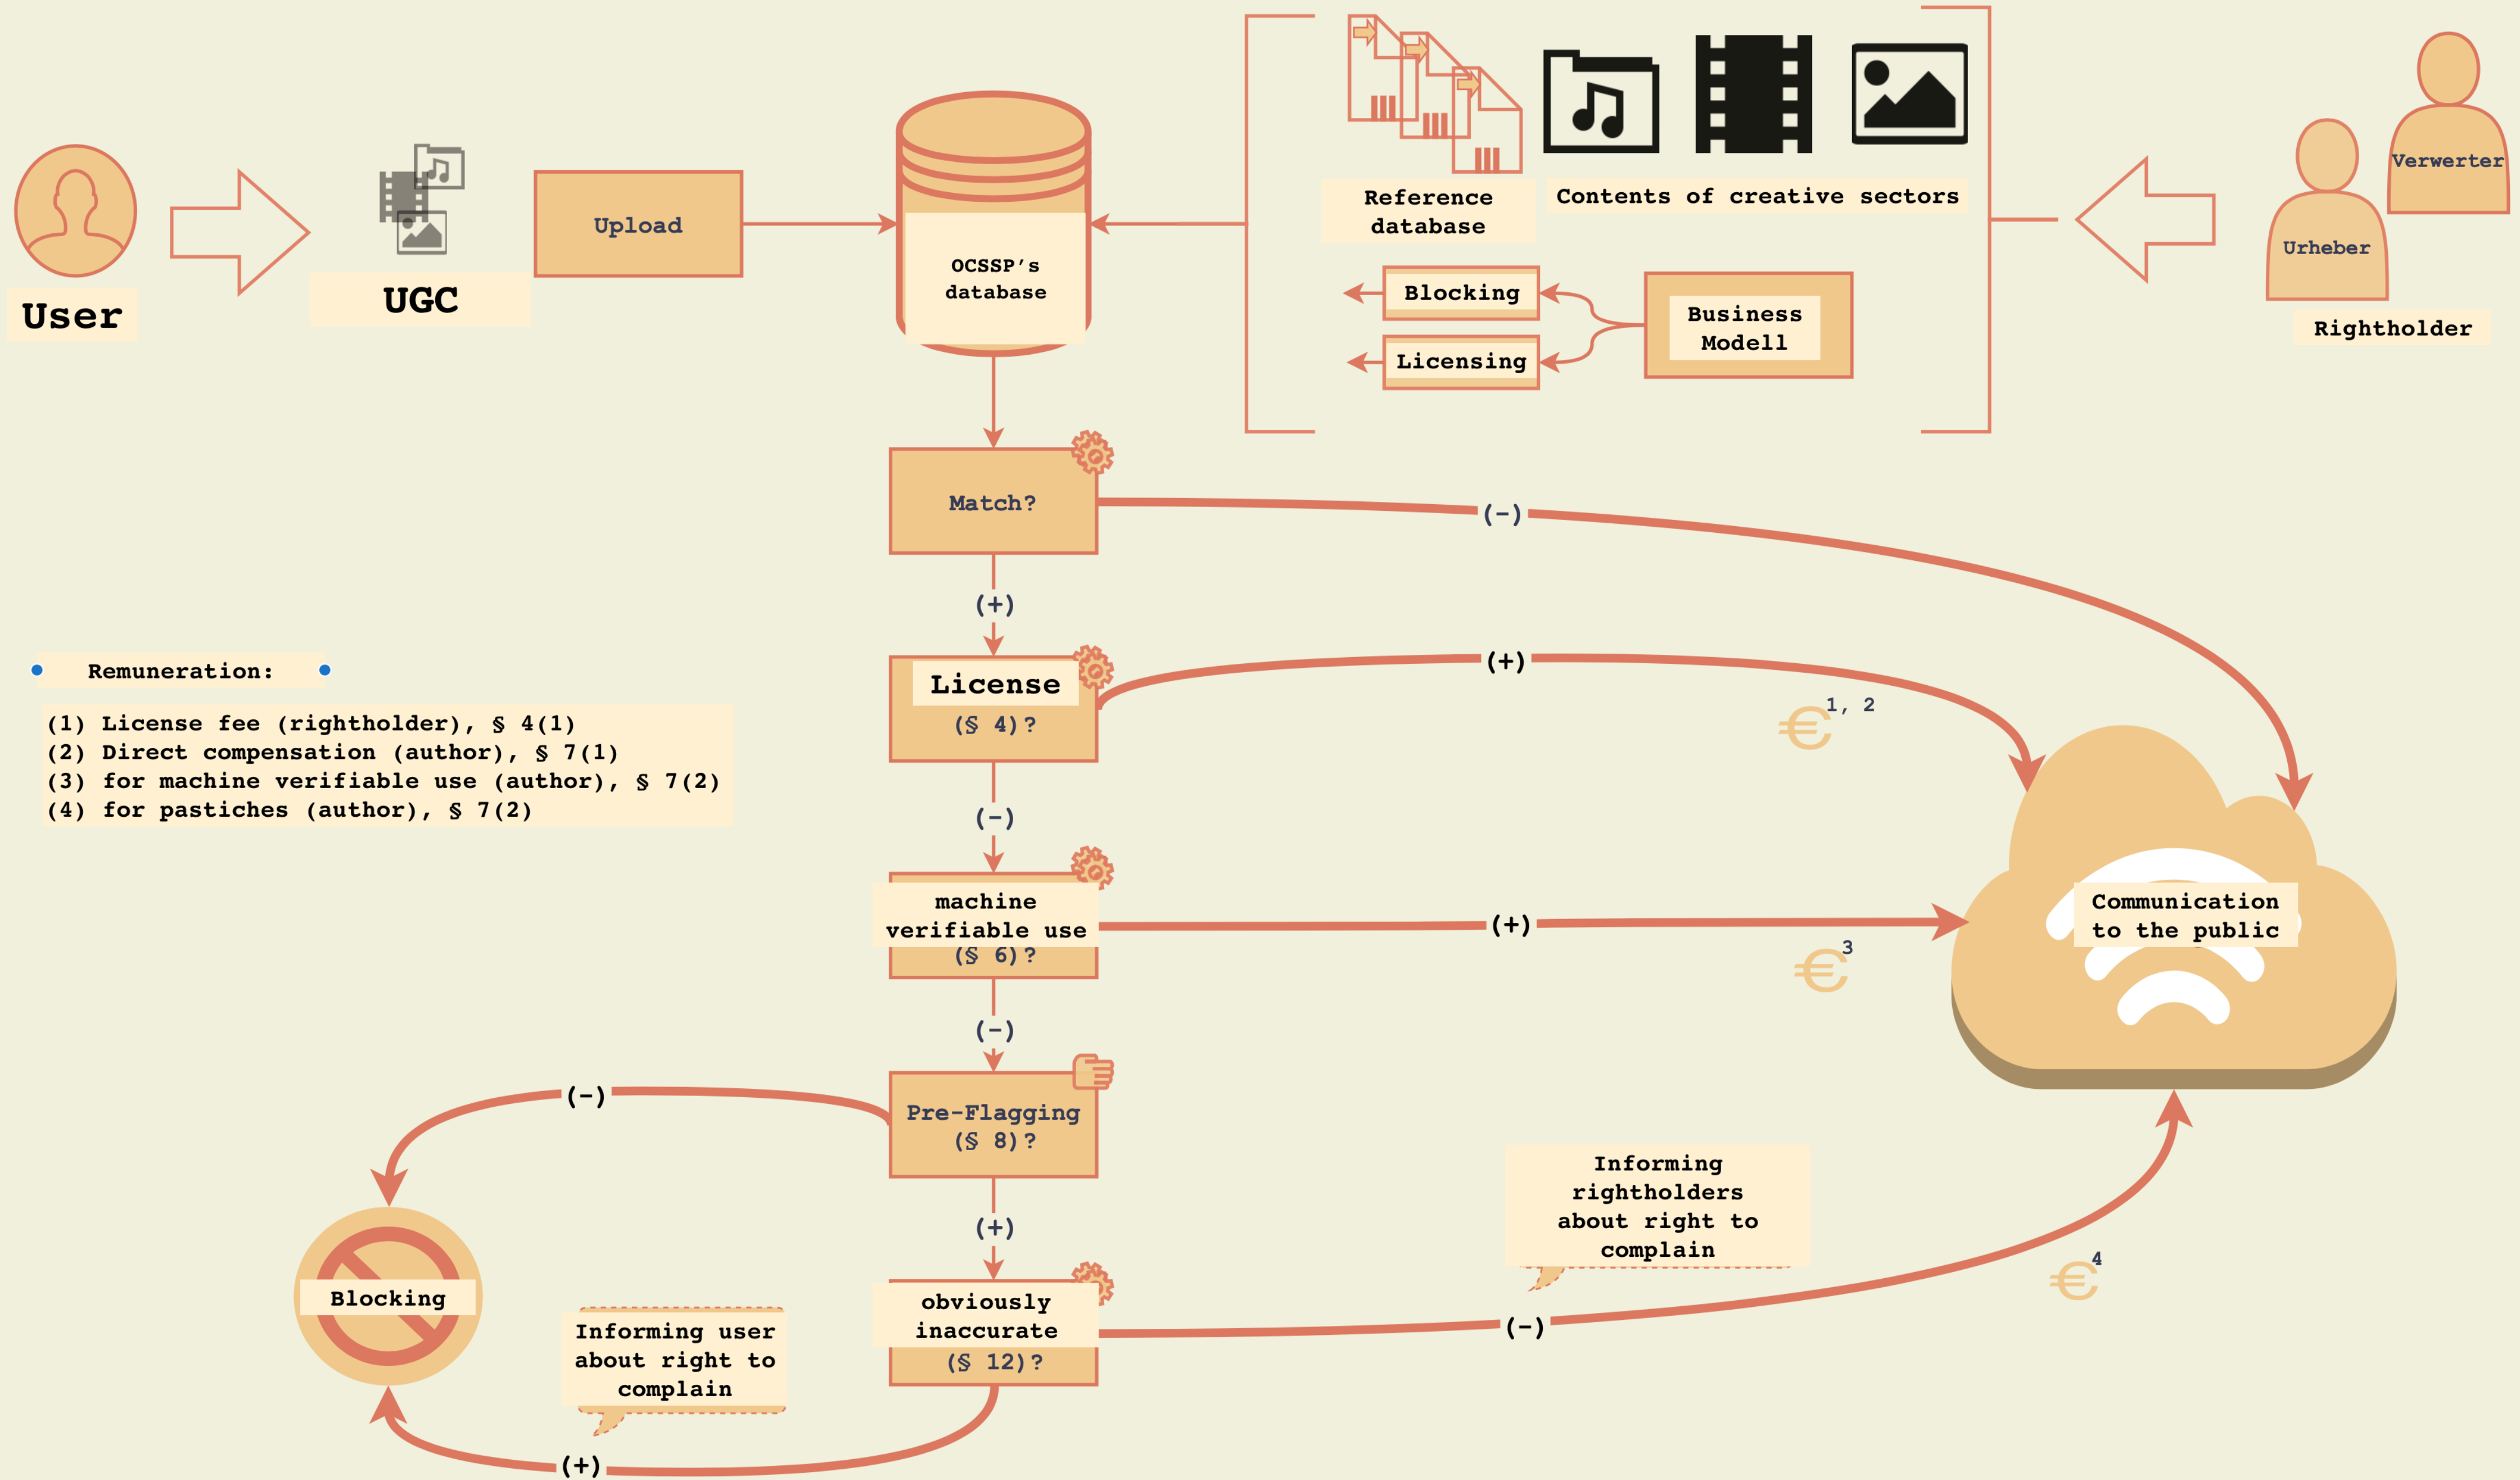 User
UGC
Upload
OCSSP's
database
Reference
database
Contents of creative sectors
Blocking
Licensing
Business
Modell
Verwerter
Urheber
Rightholder
Match?
(-)
(+)
License
(§ 4)?
(+)
€ 1, 2
Remuneration:
(1) License fee (rightholder), § 4(1)
(2) Direct compensation (author), § 7(1)
(3) for machine verifiable use (author), § 7(2)
(4) for pastiches (author), § 7(2)
(-)
machine
verifiable use
(§ 6)?
(+)
€ 3
Communication
to the public
(-)
Pre-Flagging
(§ 8)?
(-)
(+)
Blocking
Informing user
about right to
complain
obviously
inaccurate
(§ 12)?
Informing
rightholders
about right to
complain
(-)
€ 4
(+)